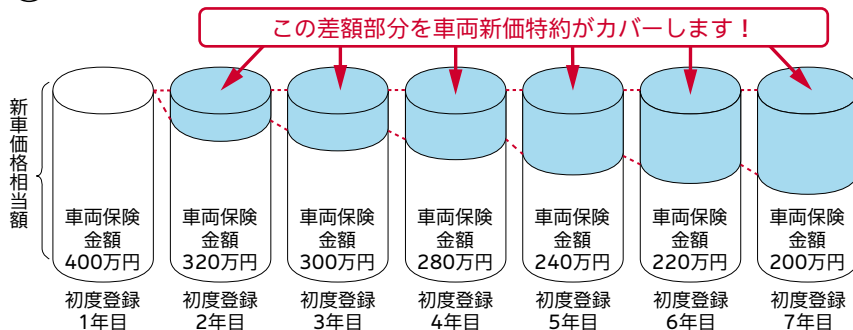 この差額部分を車両新価特約がカバーします！
新車価格相当額
車両保険
金額
400万円
車両保険
金額
320万円
車両保険
金額
300万円
車両保険
金額
280万円
車両保険
金額
240万円
車両保険
金額
220万円
車両保険
金額
200万円
初度登録
1年目
初度登録
2年目
初度登録
3年目
初度登録
4年目
初度登録
5年目
初度登録
6年目
初度登録
7年目